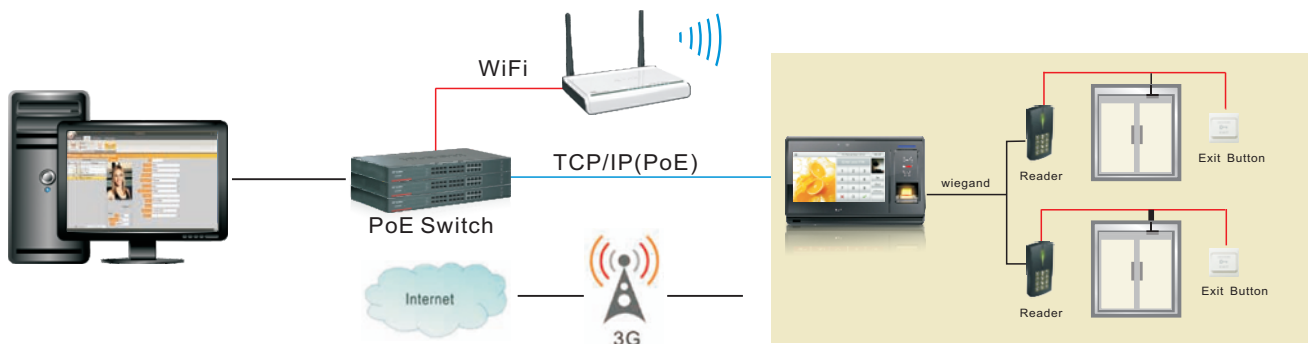 WiFi
TCP/IP(PoE)
PoE Switch
Internet
3G
wiegand
Reader
Exit Button
Reader
Exit Button